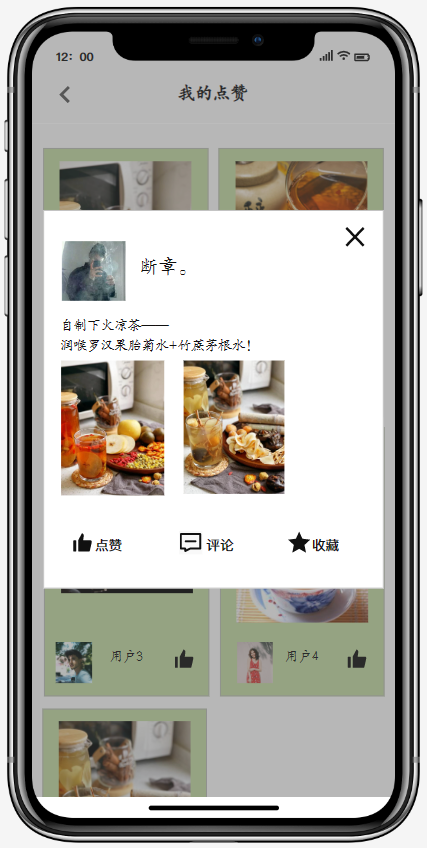 12: 00
我的点赞
断章。
自制下火凉茶——
润喉罗汉果胎菊水+竹蔗茅根水!
点赞 评论 收藏
用户3 用户4